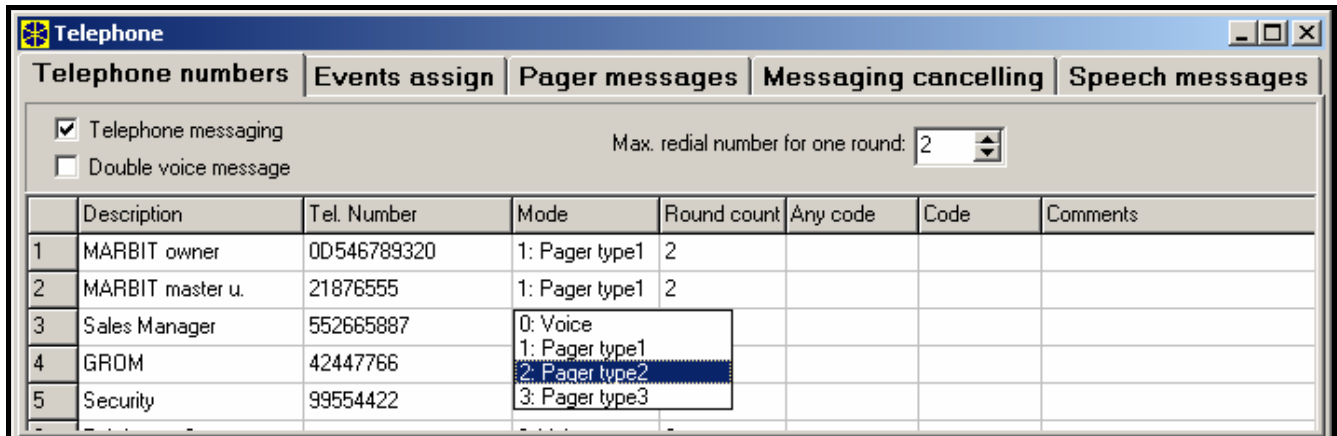 Telephone
Telephone numbers Events assign Pager messages Messaging cancelling Speech messages
Telephone messaging
Max. redial number for one round: 2
Double voice message
Description Tel. Number Mode Round count Any code Code Comments
1 MARBIT owner 0D546789320 1: Pager type1 2
2 MARBIT master u. 21876555 1: Pager type1 2
3 Sales Manager 552665887
0: Voice
1: Pager type1
4 GROM 42447766
2: Pager type2
5 Security 99554422
3: Pager type3